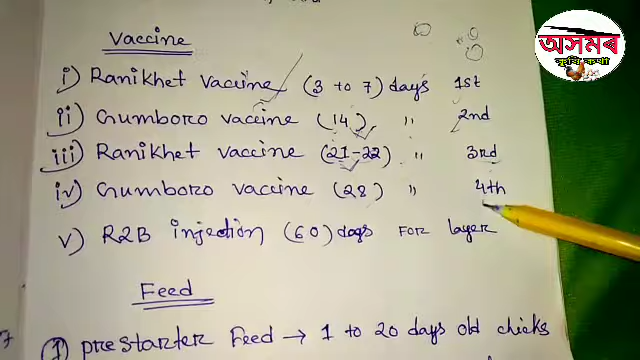 Vaccine
i) Ranikhet vaccine (3 to 7) days 1st
ii) Gumboro vaccine (14) " 2nd
iii) Ranikhet vaccine (21-22) " 3rd
iv) Gumboro vaccine (28) " 4th
v) R2B injection (60) days FOR layer
Feed
1) prestarter Feed → 1 to 20 days old chicks
অসমৰ
কৃষি কথা